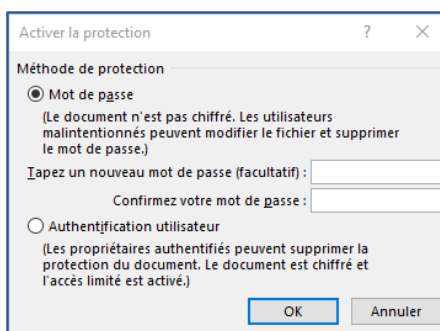 Activer la protection ? ×
Méthode de protection
Mot de passe
(Le document n'est pas chiffré. Les utilisateurs
malintentionnés peuvent modifier le fichier et supprimer
le mot de passe.)
Tapez un nouveau mot de passe (facultatif) :
Confirmez votre mot de passe :
Authentification utilisateur
(Les propriétaires authentifiés peuvent supprimer la
protection du document. Le document est chiffré et
l'accès limité est activé.)
OK Annuler